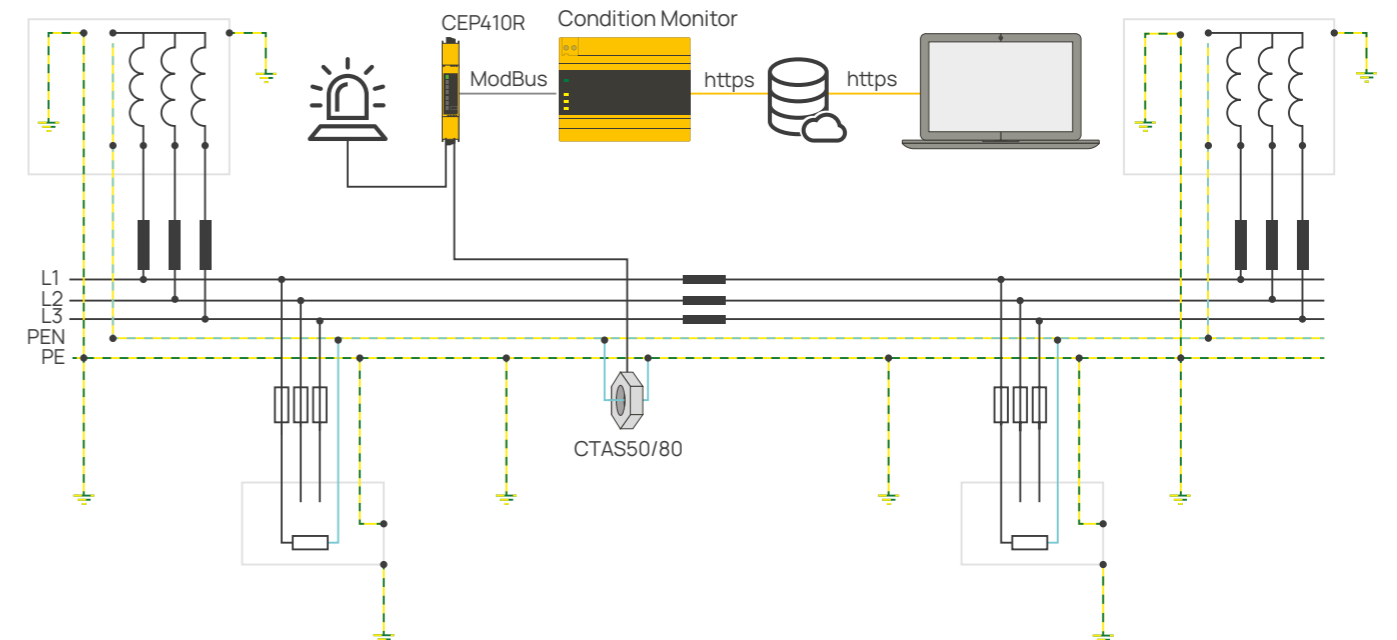 CEP410R
Condition Monitor
ModBus
https
https
L1
L2
L3
PEN
PE
CTAS50/80